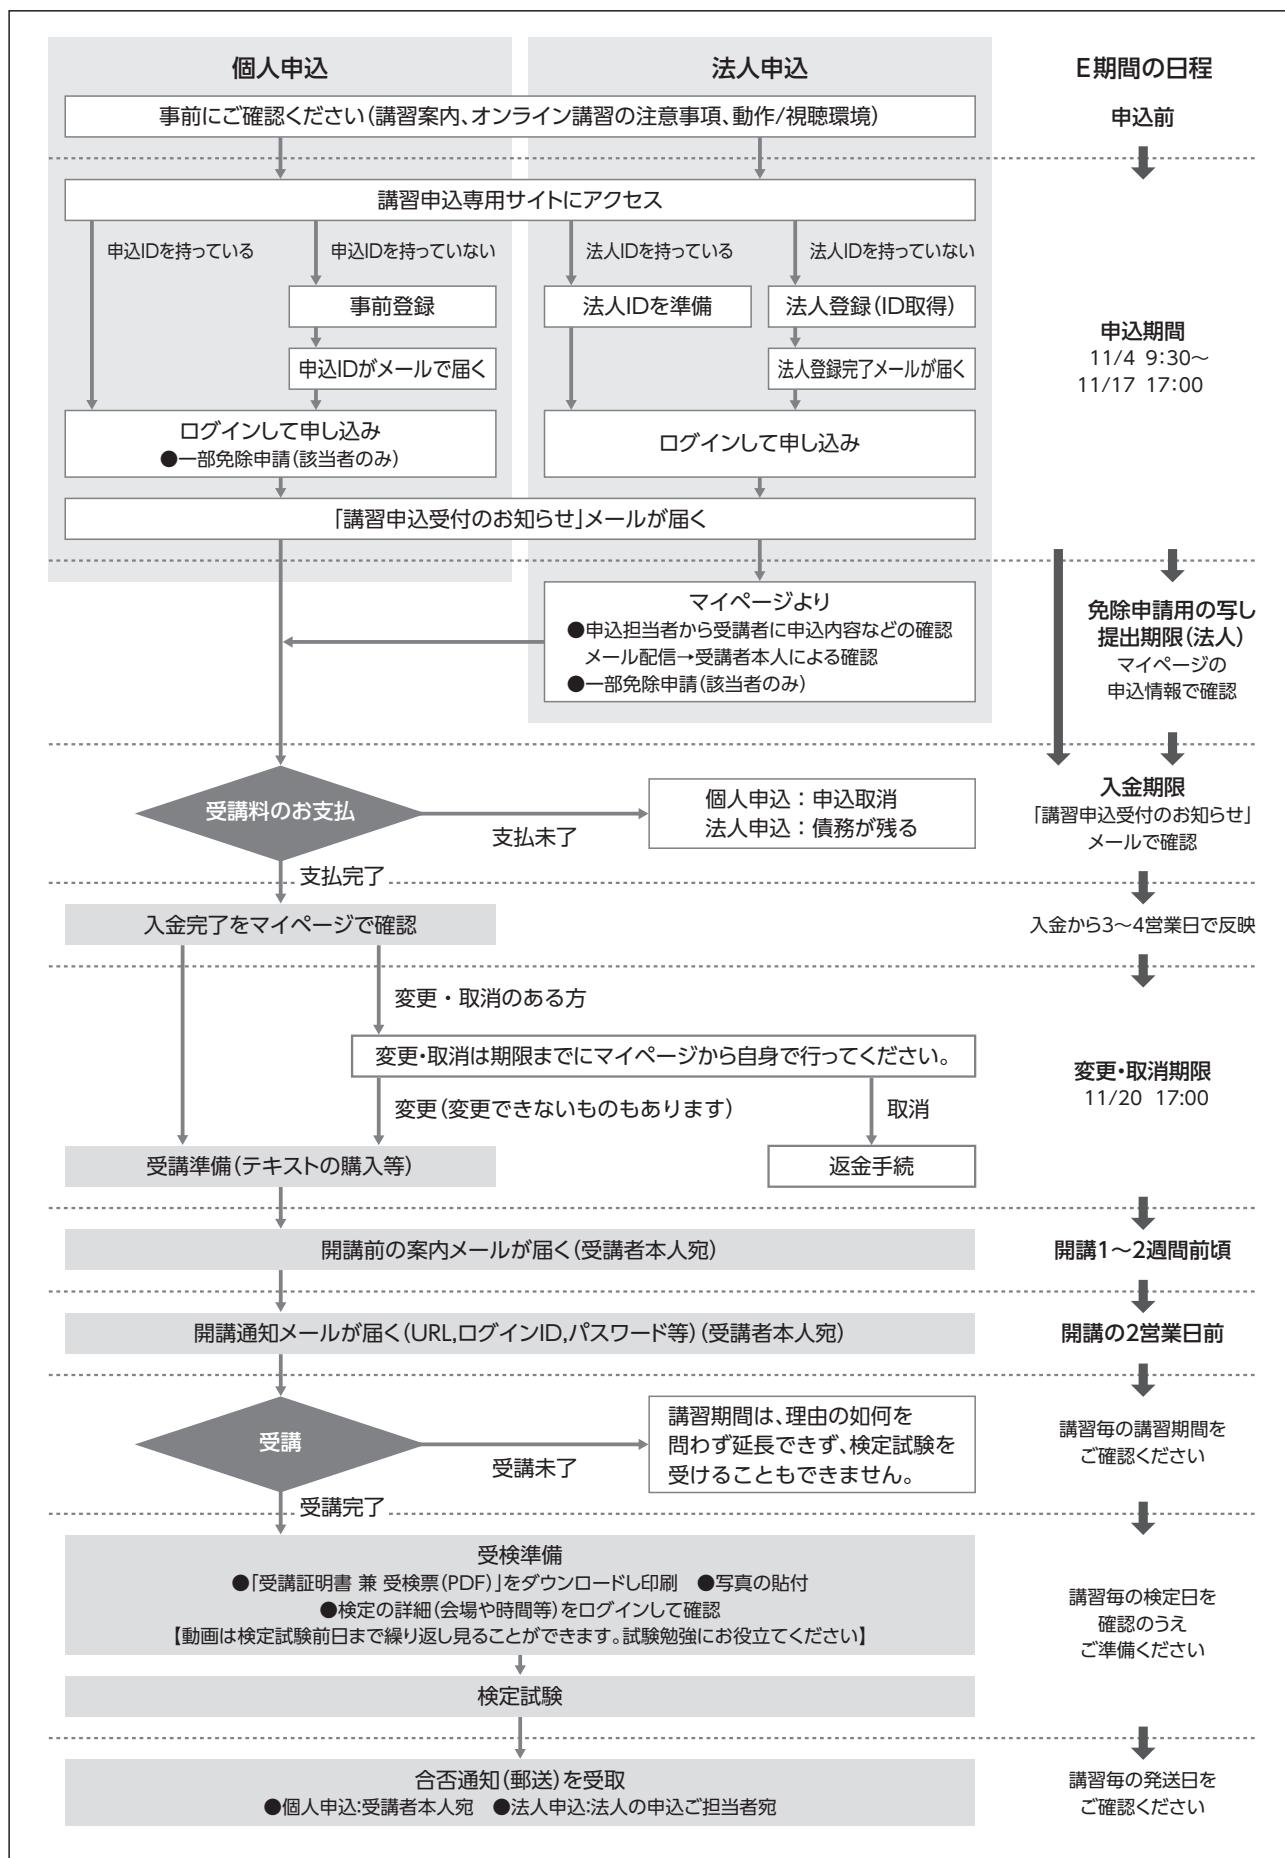 個人申込
法人申込
E期間の日程
事前にご確認ください(講習案内、オンライン講習の注意事項、動作/視聴環境)
申込前
講習申込専用サイトにアクセス
申込IDを持っている
申込IDを持っていない
法人IDを持っている
法人IDを持っていない
事前登録
法人IDを準備
法人登録(ID取得)
申込IDがメールで届く
法人登録完了メールが届く
申込期間
11/4 9:30〜
11/17 17:00
ログインして申し込み
●一部免除申請(該当者のみ)
ログインして申し込み
「講習申込受付のお知らせ」メールが届く
マイページより
●申込担当者から受講者に申込内容などの確認
メール配信→受講者本人による確認
●一部免除申請(該当者のみ)
免除申請用の写し
提出期限(法人)
マイページの
申込情報で確認
受講料のお支払
支払未了
個人申込:申込取消
法人申込:債務が残る
入金期限
「講習申込受付のお知らせ」
メールで確認
支払完了
入金完了をマイページで確認
入金から3〜4営業日で反映
変更・取消のある方
変更・取消は期限までにマイページから自身で行ってください。
変更(変更できないものもあります)
取消
変更・取消期限
11/20 17:00
受講準備(テキストの購入等)
返金手続
開講前の案内メールが届く(受講者本人宛)
開講1〜2週間前頃
開講通知メールが届く(URL,ログインID,パスワード等)(受講者本人宛)
開講の2営業日前
受講
受講未了
講習期間は、理由の如何を
問わず延長できず、検定試験を
受けることもできません。
講習毎の講習期間を
ご確認ください
受講完了
受検準備
●「受講証明書 兼 受検票(PDF)」をダウンロードし印刷 ●写真の貼付
●検定の詳細(会場や時間等)をログインして確認
【動画は検定試験前日まで繰り返し見ることができます。試験勉強にお役立てください】
講習毎の検定日を
確認のうえ
ご準備ください
検定試験
合否通知(郵送)を受取
●個人申込:受講者本人宛 ●法人申込:法人の申込ご担当者宛
講習毎の発送日を
ご確認ください